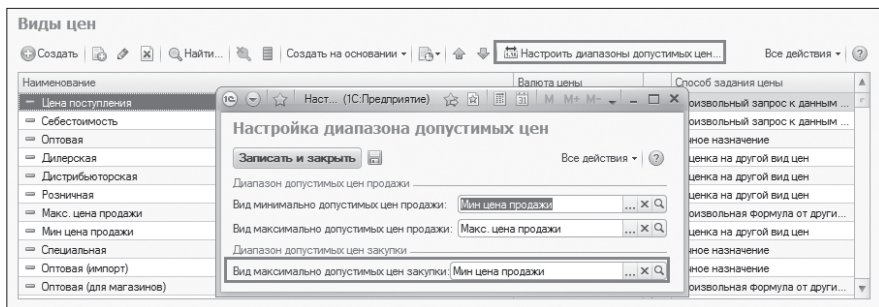 Виды цен
Создать Найти... Создать на основании Настроить диапазоны допустимых цен... Все действия
Наименование Валюта цены Способ задания цены
Цена поступления оизвольный запрос к данным ...
Себестоимость оизвольный запрос к данным ...
Оптовая чное назначение
Дилерская ценка на другой вид цен
Дистрибьюторская ценка на другой вид цен
Розничная ценка на другой вид цен
Макс. цена продажи оизвольная формула от други...
Мин цена продажи ценка на другой вид цен
Специальная чное назначение
Оптовая (импорт) чное назначение
Оптовая (для магазинов) оизвольная формула от други...
Наст... (1С:Предприятие) M M+ M-
Настройка диапазона допустимых цен
Записать и закрыть Все действия
Диапазон допустимых цен продажи
Вид минимально допустимых цен продажи: Мин цена продажи ...
Вид максимально допустимых цен продажи: Макс. цена продажи ...
Диапазон допустимых цен закупки
Вид максимально допустимых цен закупки: Мин цена продажи ...